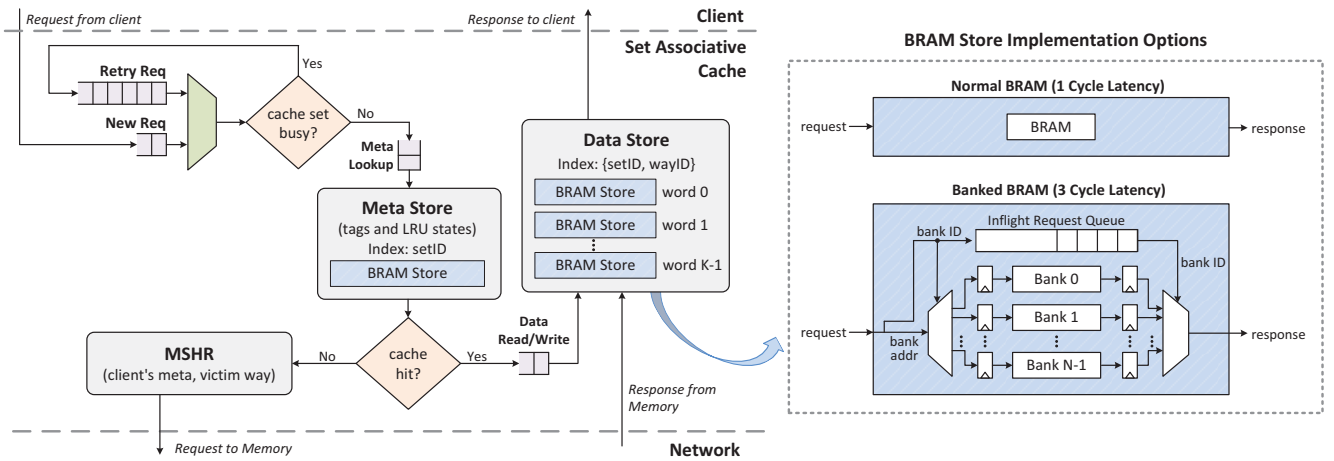 Request from client
Response to client
Client
Set Associative
Cache
Yes
Retry Req
New Req
cache set
busy?
No
Meta
Lookup
Meta Store
(tags and LRU states)
Index: setID
BRAM Store
Data Store
Index: {setID, wayID}
BRAM Store
word 0
BRAM Store
word 1
BRAM Store
word K-1
MSHR
(client's meta, victim way)
No
cache
hit?
Yes
Data
Read/Write
Response from
Memory
Request to Memory
Network
BRAM Store Implementation Options
Normal BRAM (1 Cycle Latency)
request
BRAM
response
Banked BRAM (3 Cycle Latency)
Inflight Request Queue
bank ID
bank ID
Bank 0
Bank 1
Bank N-1
request
bank
addr
response